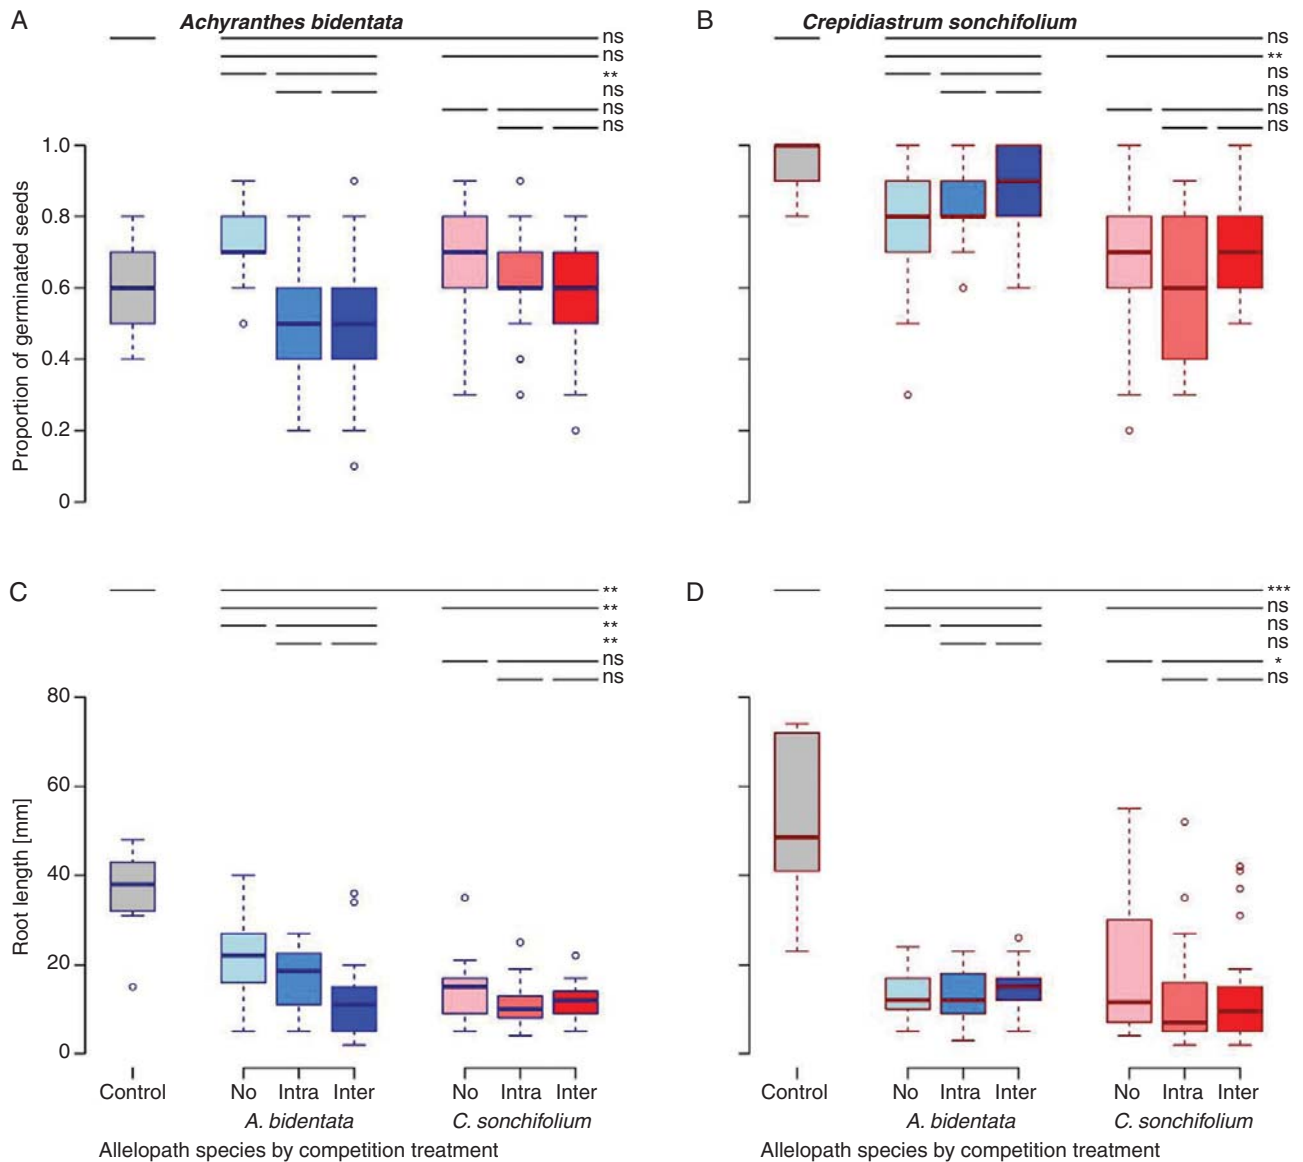 A Achyranthes bidentata
B Crepidiastrum sonchifolium
ns ns
ns **
** ns
ns ns
ns ns
ns ns
Proportion of germinated seeds
1.0
0.8
0.6
0.4
0.2
0
C D
** ***
** ns
** ns
** ns
ns *
ns ns
Root length [mm]
80
60
40
20
0
Control No Intra Inter No Intra Inter Control No Intra Inter No Intra Inter
A. bidentata C. sonchifolium A. bidentata C. sonchifolium
Allelopath species by competition treatment Allelopath species by competition treatment